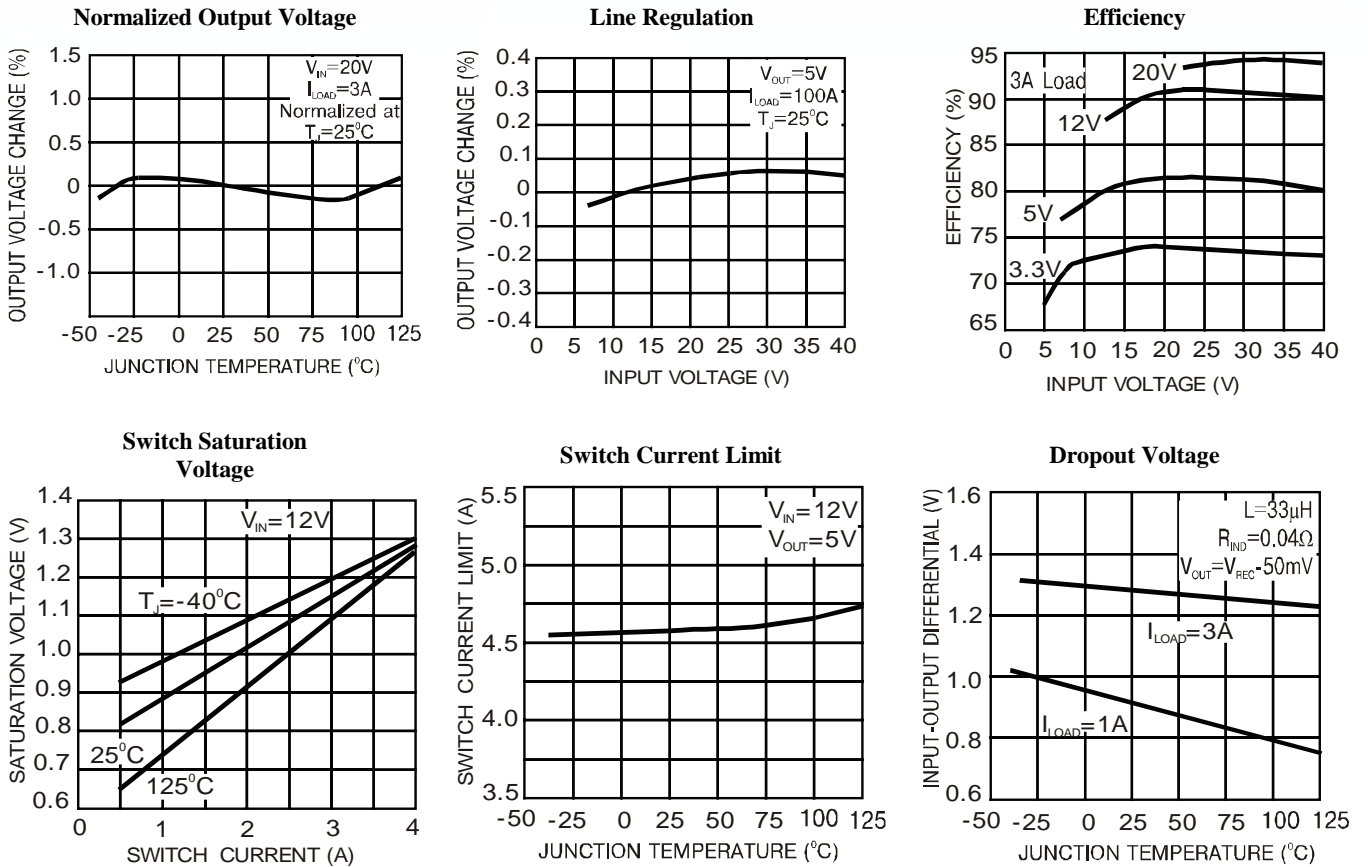 Normalized Output Voltage
OUTPUT VOLTAGE CHANGE (%)
1.5
1.0
0.5
0
-0.5
-1.0
V_IN=20V
I_LOAD=3A
Normalized at
T_J=25°C
-50 -25 0 25 50 75 100 125
JUNCTION TEMPERATURE (°C)
Line Regulation
OUTPUT VOLTAGE CHANGE (%)
0.4
0.3
0.2
0.1
0
-0.1
-0.2
-0.3
-0.4
V_OUT=5V
I_LOAD=100A
T_J=25°C
0 5 10 15 20 25 30 35 40
INPUT VOLTAGE (V)
Efficiency
EFFICIENCY (%)
95
90
85
80
75
70
65
3A Load
20V
12V
5V
3.3V
0 5 10 15 20 25 30 40
INPUT VOLTAGE (V)
Switch Saturation
Voltage
SATURATION VOLTAGE (V)
1.4
1.3
1.2
1.1
1.0
0.9
0.8
0.7
0.6
V_IN=12V
T_J=-40°C
25°C
125°C
0 1 2 3 4
SWITCH CURRENT (A)
Switch Current Limit
SWITCH CURRENT LIMIT (A)
5.5
5.0
4.5
4.0
3.5
V_IN=12V
V_OUT=5V
-50 -25 0 25 50 75 100 125
JUNCTION TEMPERATURE (°C)
Dropout Voltage
INPUT-OUTPUT DIFFERENTIAL (V)
1.6
1.4
1.2
1.0
0.8
0.6
L=33µH
R_IND=0.04Ω
V_OUT=V_REC-50mV
I_LOAD=3A
I_LOAD=1A
-50 -25 0 25 50 75 100 125
JUNCTION TEMPERATURE (°C)